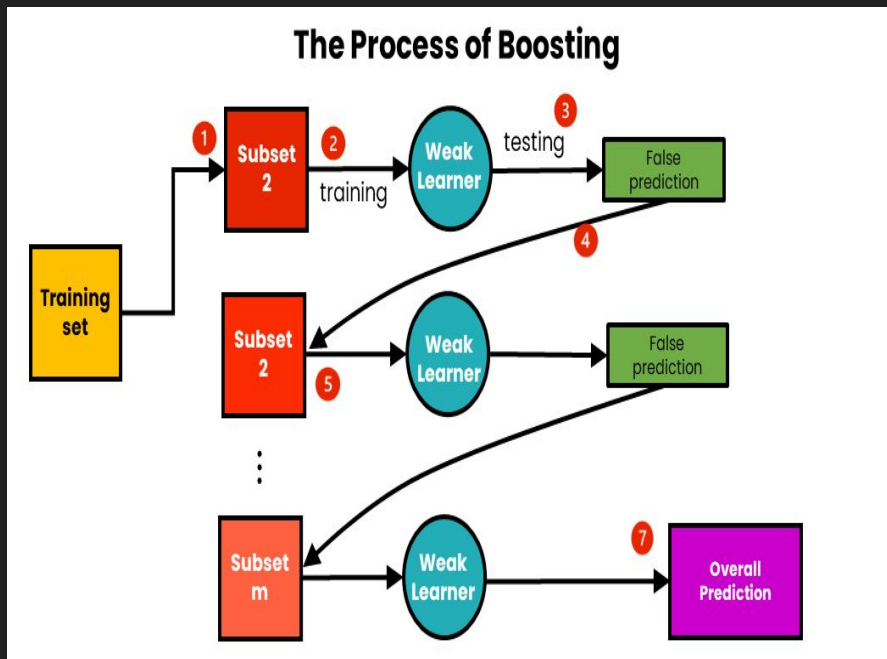 The Process of Boosting
1
Subset
2
2
training
Weak
Learner
3
testing
False
prediction
4
Training
set
Subset
2
5
Weak
Learner
False
prediction
Subset
m
Weak
Learner
7
Overall
Prediction